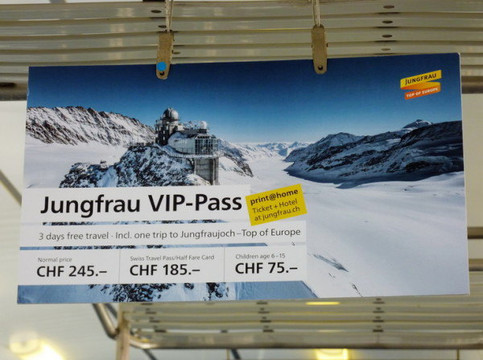 JUNGFRAU
TOP OF EUROPE
Jungfrau VIP-Pass
print@home
Ticket + Hotel
at jungfrau.ch
3 days free travel · Incl. one trip to Jungfraujoch – Top of Europe
Normal price
CHF 245.–
Swiss Travel Pass/Half Fare Card
CHF 185.–
Children age 6 – 15
CHF 75.–